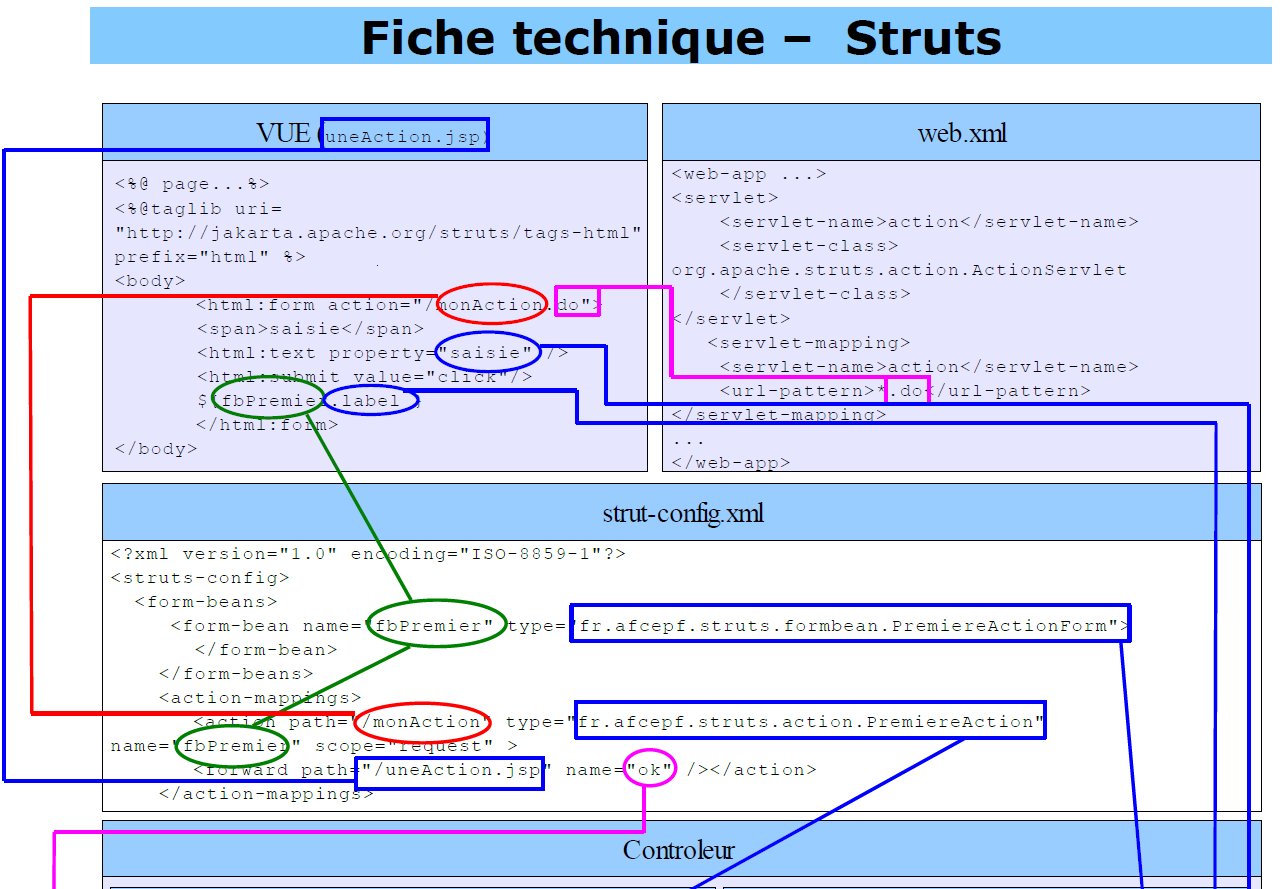 Fiche technique – Struts
VUE (uneAction.jsp)
<%@ page...%>
<%@taglib uri=
"http://jakarta.apache.org/struts/tags-html"
prefix="html" %>
<body>
<html:form action="/monAction.do">
<span>saisie</span>
<html:text property="saisie" />
<html:submit value="click"/>
${fbPremier.label }
</html:form>
</body>
web.xml
<web-app ...>
<servlet>
<servlet-name>action</servlet-name>
<servlet-class>
org.apache.struts.action.ActionServlet
</servlet-class>
</servlet>
<servlet-mapping>
<servlet-name>action</servlet-name>
<url-pattern>*.do</url-pattern>
</servlet-mapping>
...
</web-app>
strut-config.xml
<?xml version="1.0" encoding="ISO-8859-1"?>
<struts-config>
<form-beans>
<form-bean name="fbPremier" type="fr.afcepf.struts.formbean.PremiereActionForm">
</form-bean>
</form-beans>
<action-mappings>
<action path="/monAction" type="fr.afcepf.struts.action.PremiereAction"
name="fbPremier" scope="request" >
<forward path="/uneAction.jsp" name="ok" /></action>
</action-mappings>
Controleur